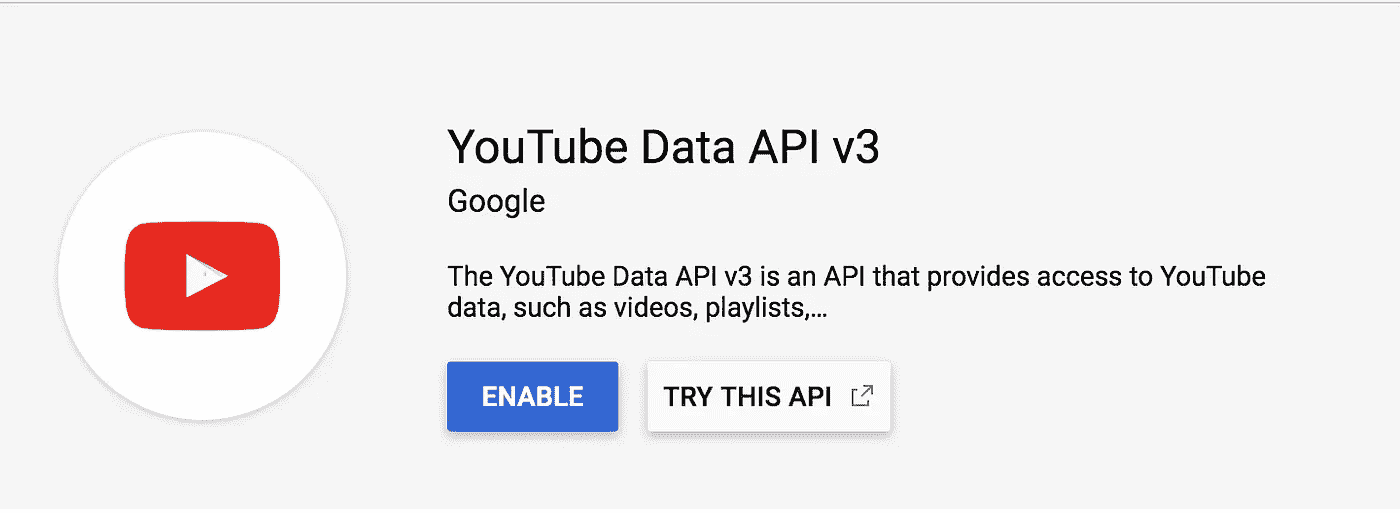 YouTube Data API v3
Google
The YouTube Data API v3 is an API that provides access to YouTube
data, such as videos, playlists,...
ENABLE
TRY THIS API